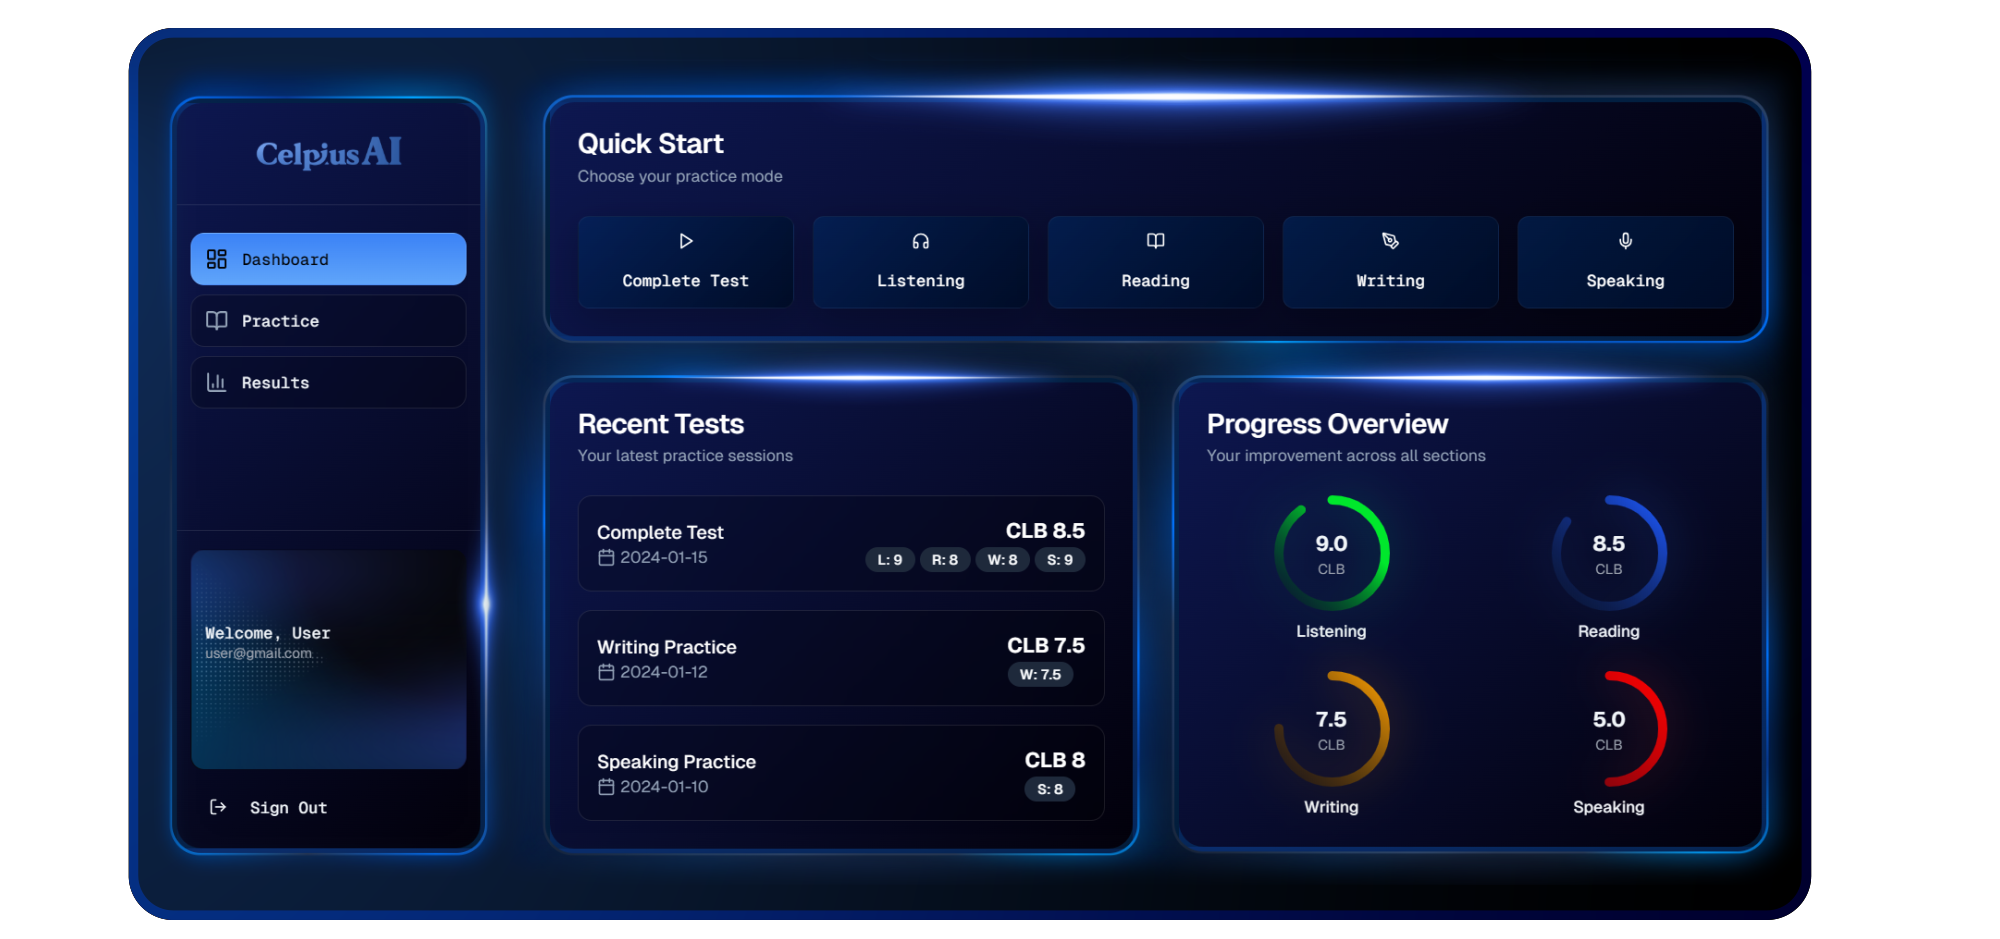 Celpius AI
Dashboard
Practice
Results
Welcome, User
user@gmail.com
Sign Out
Quick Start
Choose your practice mode
Complete Test
Listening
Reading
Writing
Speaking
Recent Tests
Your latest practice sessions
Complete Test
CLB 8.5
2024-01-15
L: 9 R: 8 W: 8 S: 9
Writing Practice
CLB 7.5
2024-01-12
W: 7.5
Speaking Practice
CLB 8
2024-01-10
S: 8
Progress Overview
Your improvement across all sections
9.0
CLB
Listening
8.5
CLB
Reading
7.5
CLB
Writing
5.0
CLB
Speaking